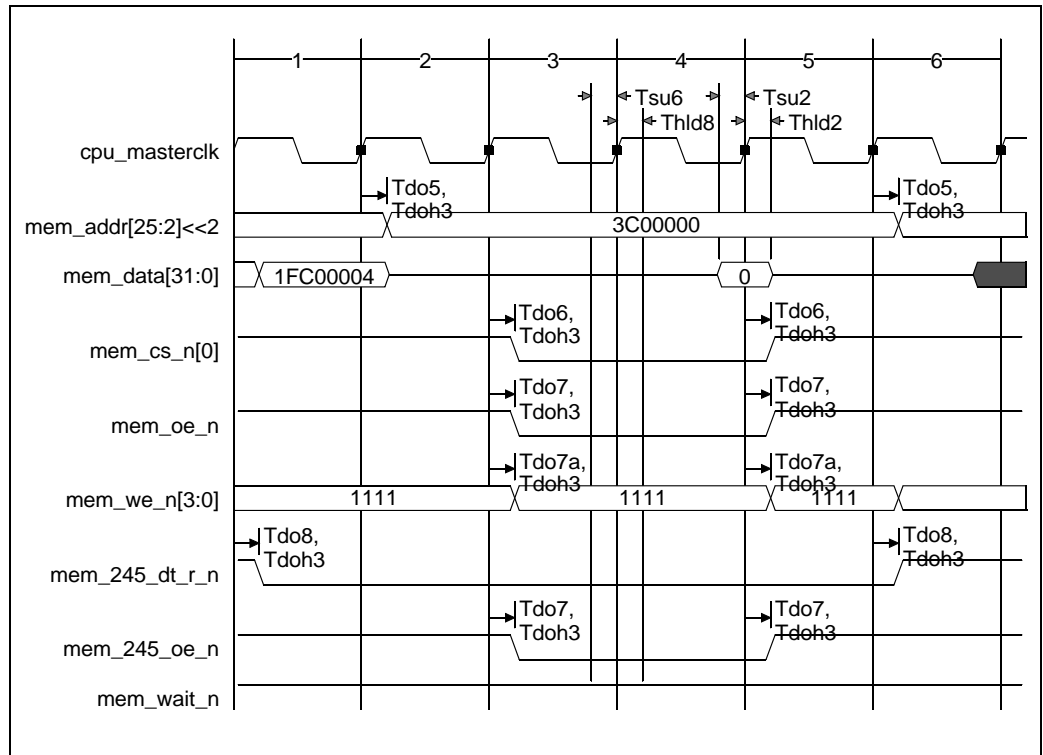 1 2 3 4 5 6
Tsu6 Tsu2
Thld8 Thld2
cpu_masterclk
Tdo5, Tdo5,
Tdoh3 Tdoh3
mem_addr[25:2]<<2 3C00000
mem_data[31:0] 1FC00004 0
Tdo6, Tdo6,
Tdoh3 Tdoh3
mem_cs_n[0]
Tdo7, Tdo7,
Tdoh3 Tdoh3
mem_oe_n
Tdo7a, Tdo7a,
Tdoh3 Tdoh3
mem_we_n[3:0] 1111 1111 1111
Tdo8, Tdo8,
Tdoh3 Tdoh3
mem_245_dt_r_n
Tdo7, Tdo7,
Tdoh3 Tdoh3
mem_245_oe_n
mem_wait_n